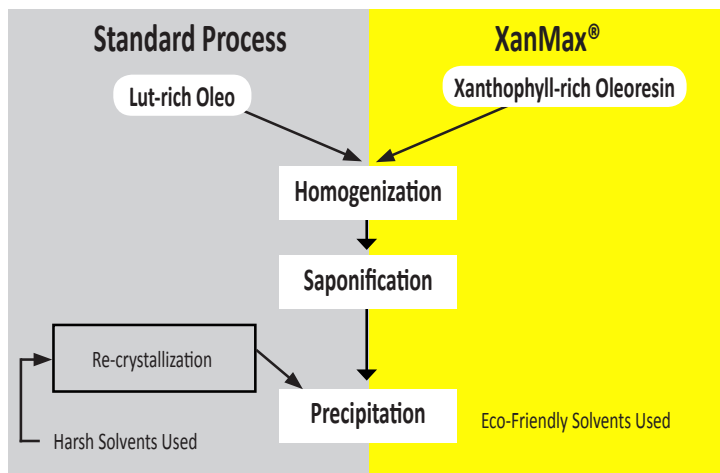 Standard Process
XanMax®
Lut-rich Oleo
Xanthophyll-rich Oleoresin
Homogenization
Saponification
Re-crystallization
Precipitation
Harsh Solvents Used
Eco-Friendly Solvents Used